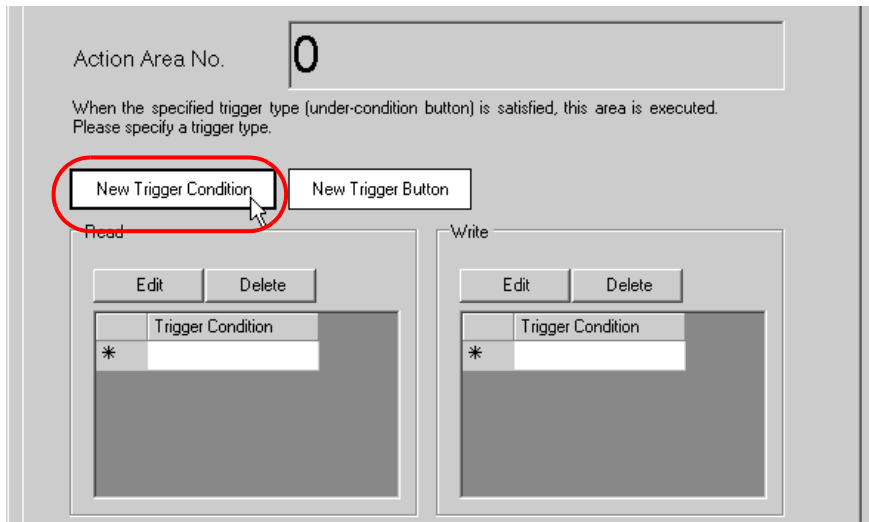 Action Area No. 0
When the specified trigger type (under-condition button) is satisfied, this area is executed.
Please specify a trigger type.
New Trigger Condition New Trigger Button
Read Write
Edit Delete Edit Delete
Trigger Condition Trigger Condition
* *